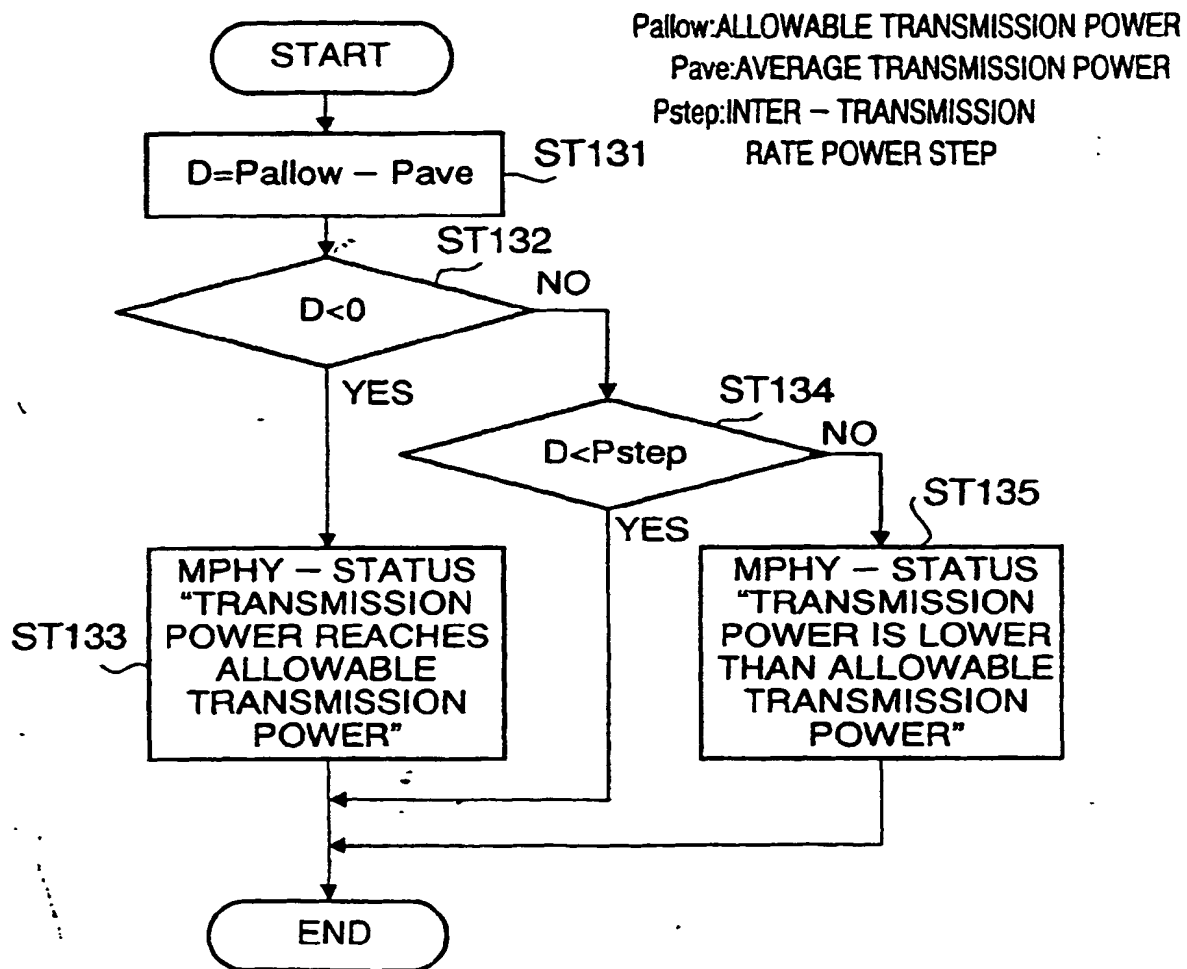 Pallow:ALLOWABLE TRANSMISSION POWER
Pave:AVERAGE TRANSMISSION POWER
Pstep:INTER – TRANSMISSION
RATE POWER STEP
START
D=Pallow – Pave
ST131
ST132
D<0
NO
YES
ST134
D<Pstep
NO
YES
ST135
ST133
MPHY – STATUS
“TRANSMISSION
POWER REACHES
ALLOWABLE
TRANSMISSION
POWER”
MPHY – STATUS
“TRANSMISSION
POWER IS LOWER
THAN ALLOWABLE
TRANSMISSION
POWER”
END